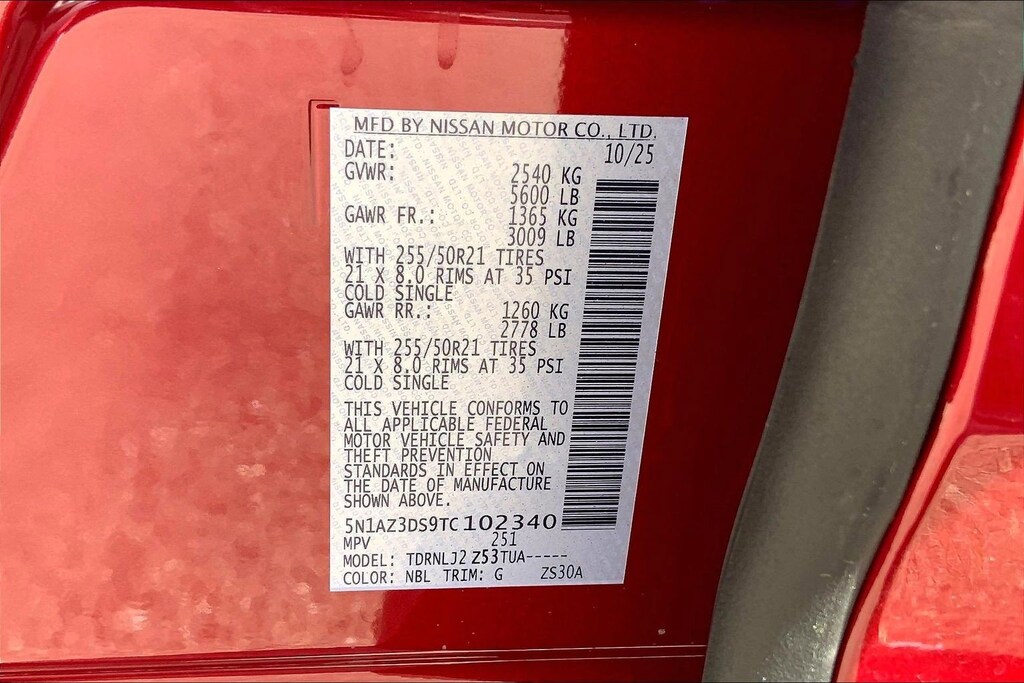 MFD BY NISSAN MOTOR CO., LTD.
DATE: 10/25
GVWR: 2540 KG
5600 LB
GAWR FR.: 1365 KG
3009 LB
WITH 255/50R21 TIRES
21 X 8.0 RIMS AT 35 PSI
COLD SINGLE
GAWR RR.: 1260 KG
2778 LB
WITH 255/50R21 TIRES
21 X 8.0 RIMS AT 35 PSI
COLD SINGLE
THIS VEHICLE CONFORMS TO
ALL APPLICABLE FEDERAL
MOTOR VEHICLE SAFETY AND
THEFT PREVENTION
STANDARDS IN EFFECT ON
THE DATE OF MANUFACTURE
SHOWN ABOVE.
5N1AZ3DS9TC102340
MPV 251
MODEL: TDRNLJ2 Z53TUA-----
COLOR: NBL TRIM: G ZS30A